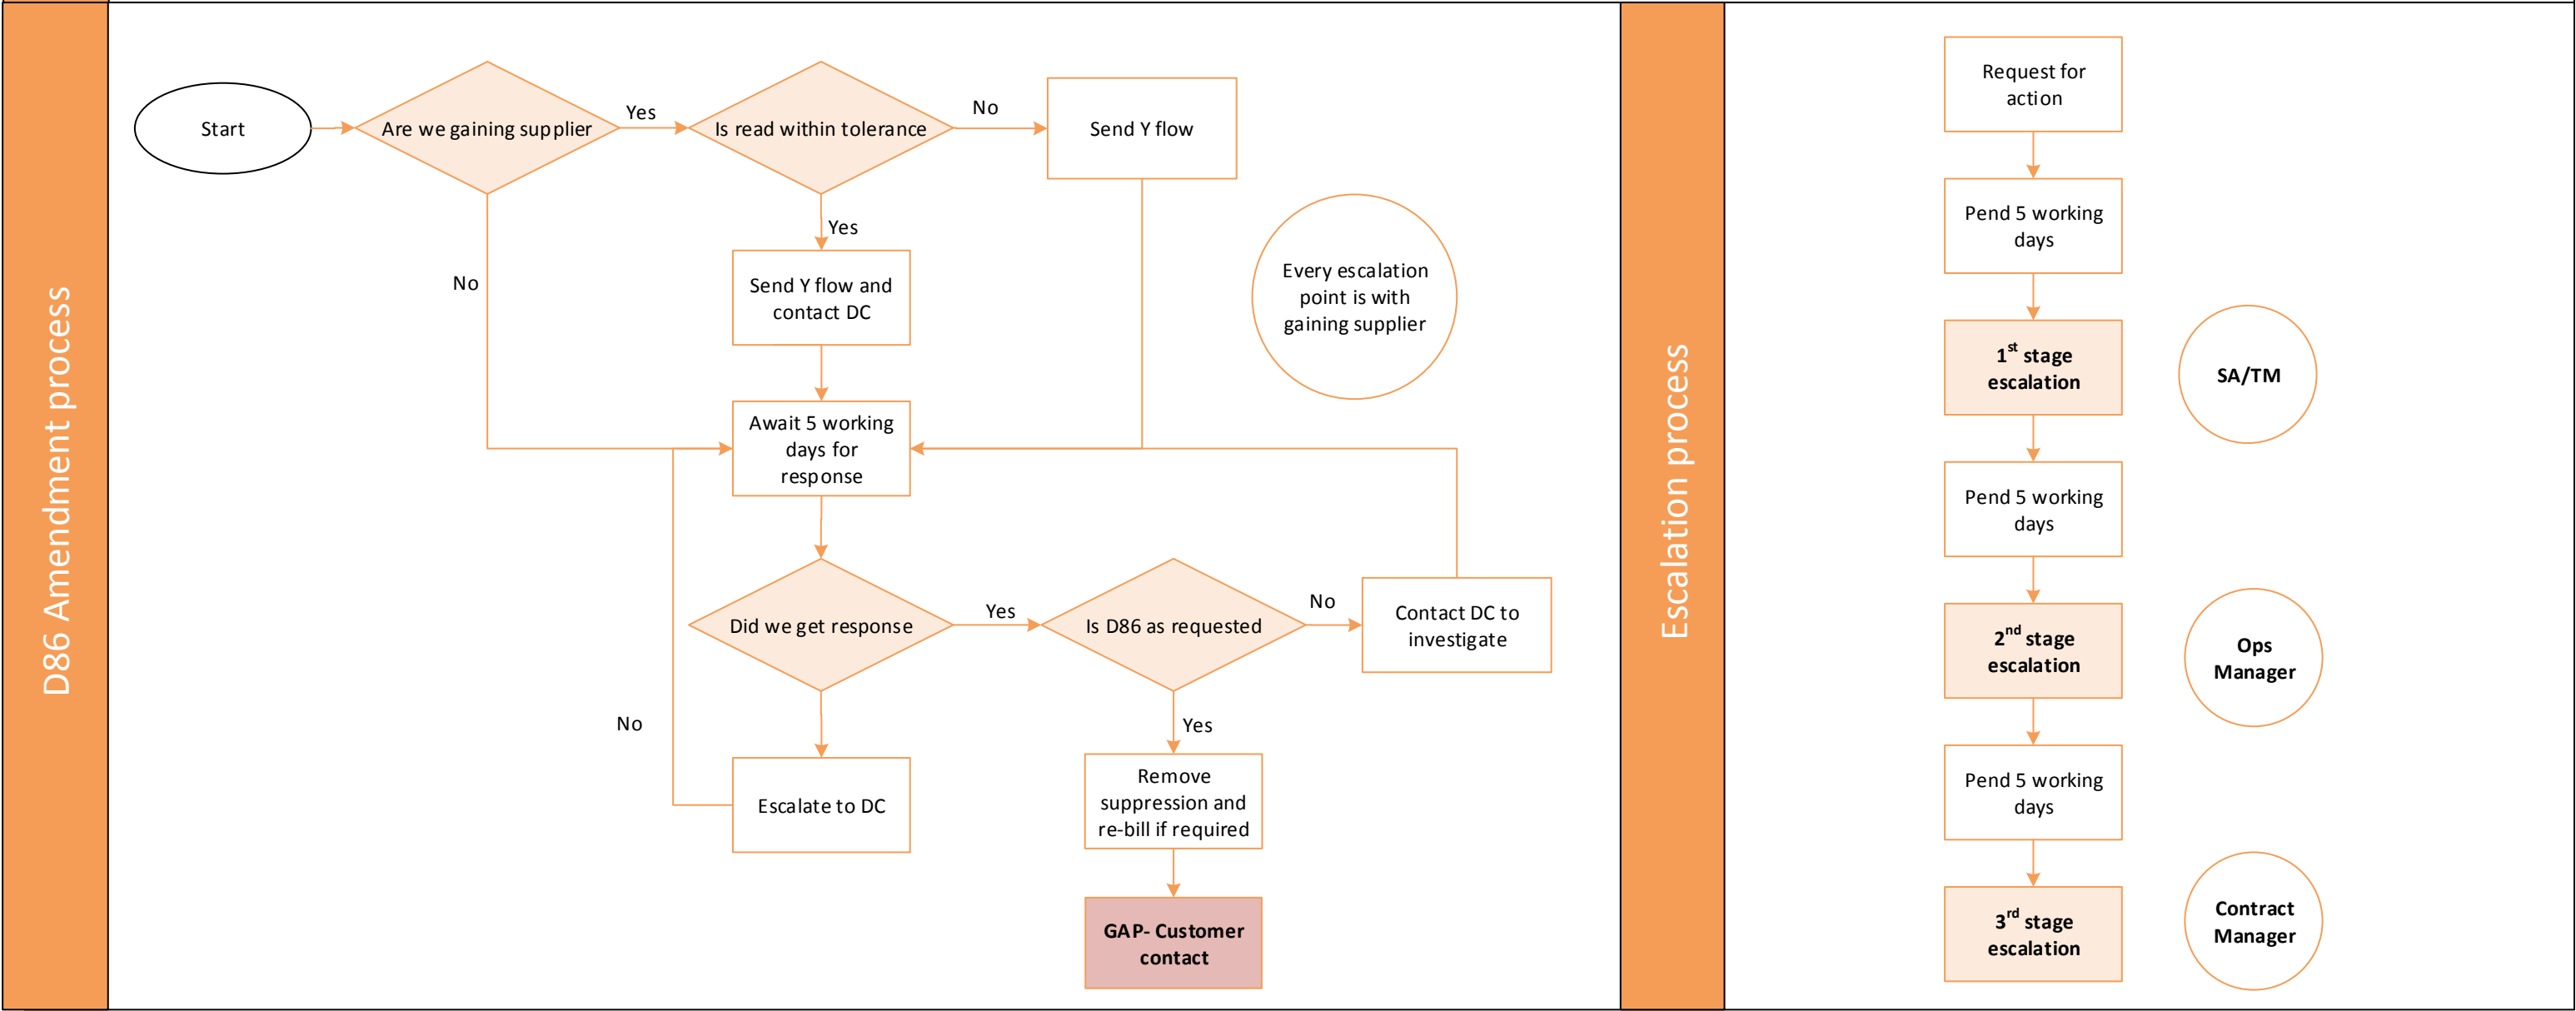 D86 Amendment process
Start
Are we gaining supplier
Yes
Is read within tolerance
No
Send Y flow
Yes
No
Send Y flow and
contact DC
Every escalation
point is with
gaining supplier
Await 5 working
days for
response
Did we get response
Yes
Is D86 as requested
No
Contact DC to
investigate
No
Yes
Escalate to DC
Remove
suppression and
re-bill if required
GAP- Customer
contact
Escalation process
Request for
action
Pend 5 working
days
1st stage
escalation
SA/TM
Pend 5 working
days
2nd stage
escalation
Ops
Manager
Pend 5 working
days
3rd stage
escalation
Contract
Manager